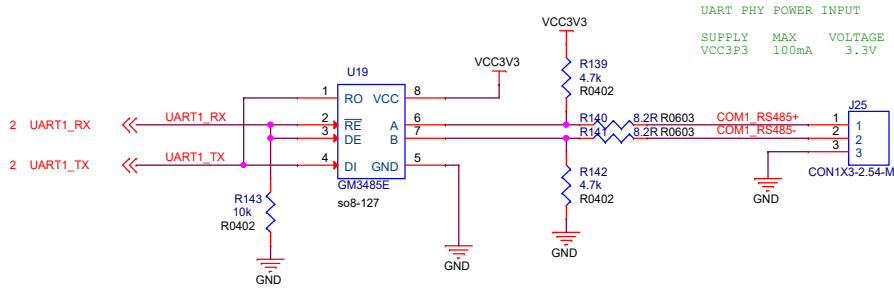 UART PHY POWER INPUT
SUPPLY MAX VOLTAGE
VCC3P3 100mA 3.3V
VCC3V3
VCC3V3
U19
R139
4.7k
R0402
1 RO VCC 8
2 UART1_RX UART1_RX 2 RE A 6
R140 8.2R R0603 COM1_RS485+ 1 1
J25
3 DE B 7
R141 8.2R R0603 COM1_RS485- 2 2
3 3
2 UART1_TX UART1_TX 4 DI GND 5
CON1X3-2.54-M
GM3485E
so8-127
R143
10k
R0402
R142
4.7k
R0402
GND
GND
GND
GND